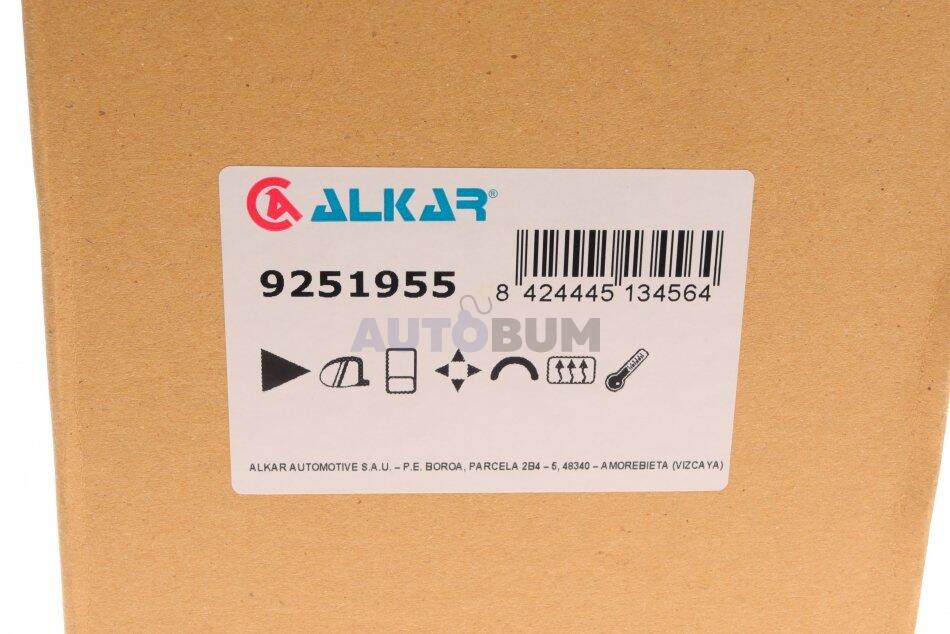 ALKAR®
9251955
8 424445 134564
AUTOBUM
ALKAR AUTOMOTIVE S.A.U. – P.E. BOROA, PARCELA 2B4 – 5, 48340 – AMOREBIETA (VIZCAYA)